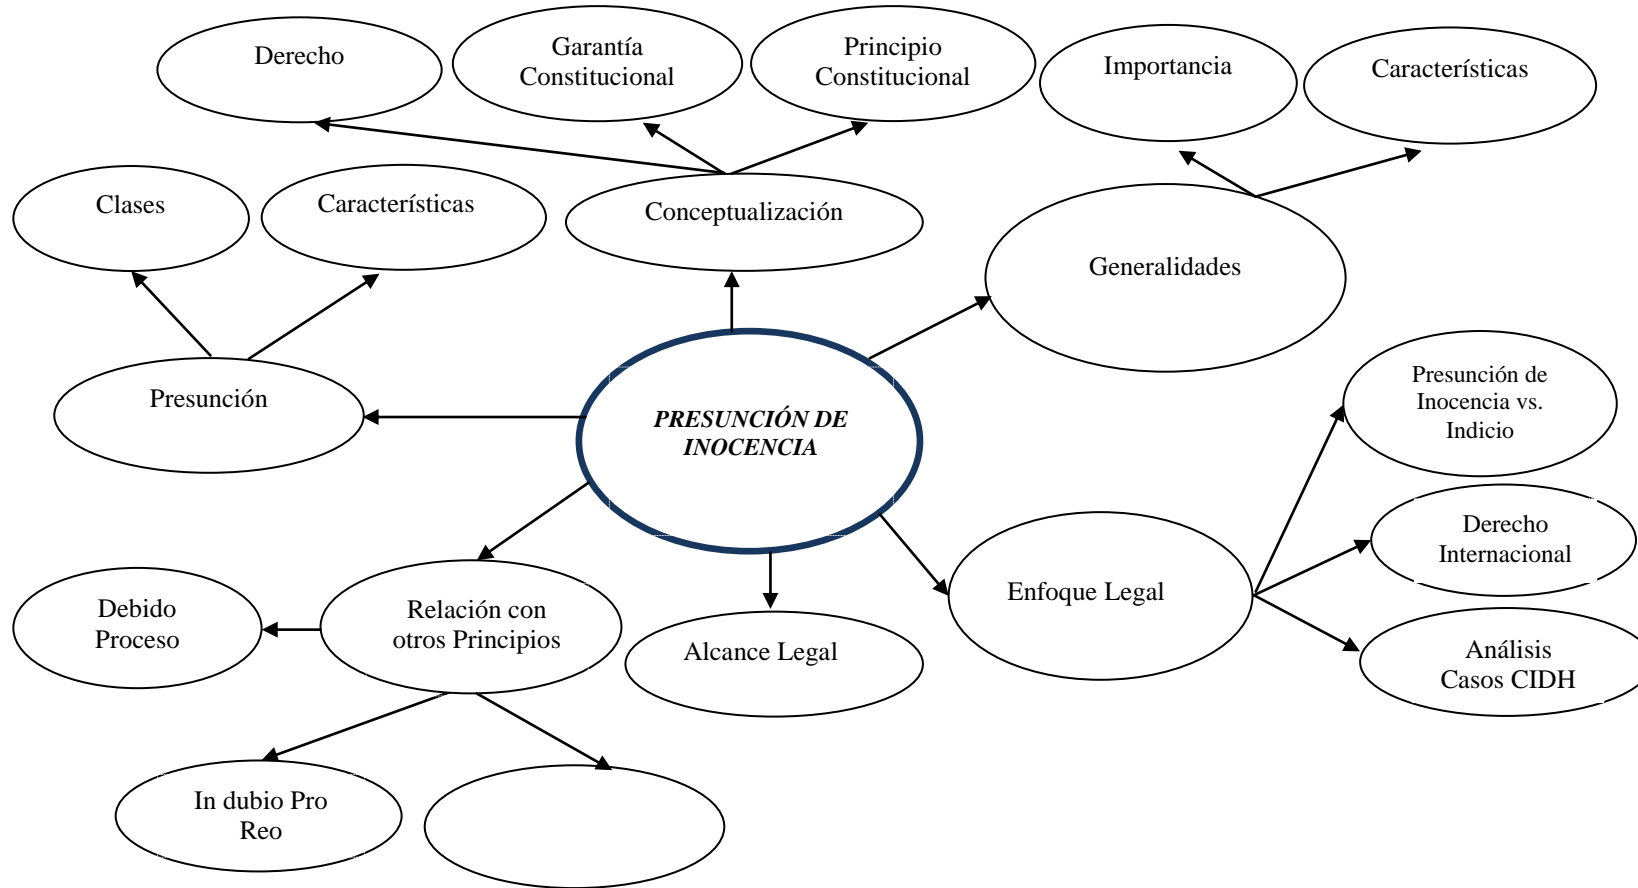 Derecho
Garantía
Constitucional
Principio
Constitucional
Importancia
Características
Clases
Características
Conceptualización
Generalidades
Presunción
PRESUNCIÓN DE
INOCENCIA
Presunción de
Inocencia vs.
Indicio
Derecho
Internacional
Enfoque Legal
Debido
Proceso
Relación con
otros Principios
Alcance Legal
Análisis
Casos CIDH
In dubio Pro
Reo